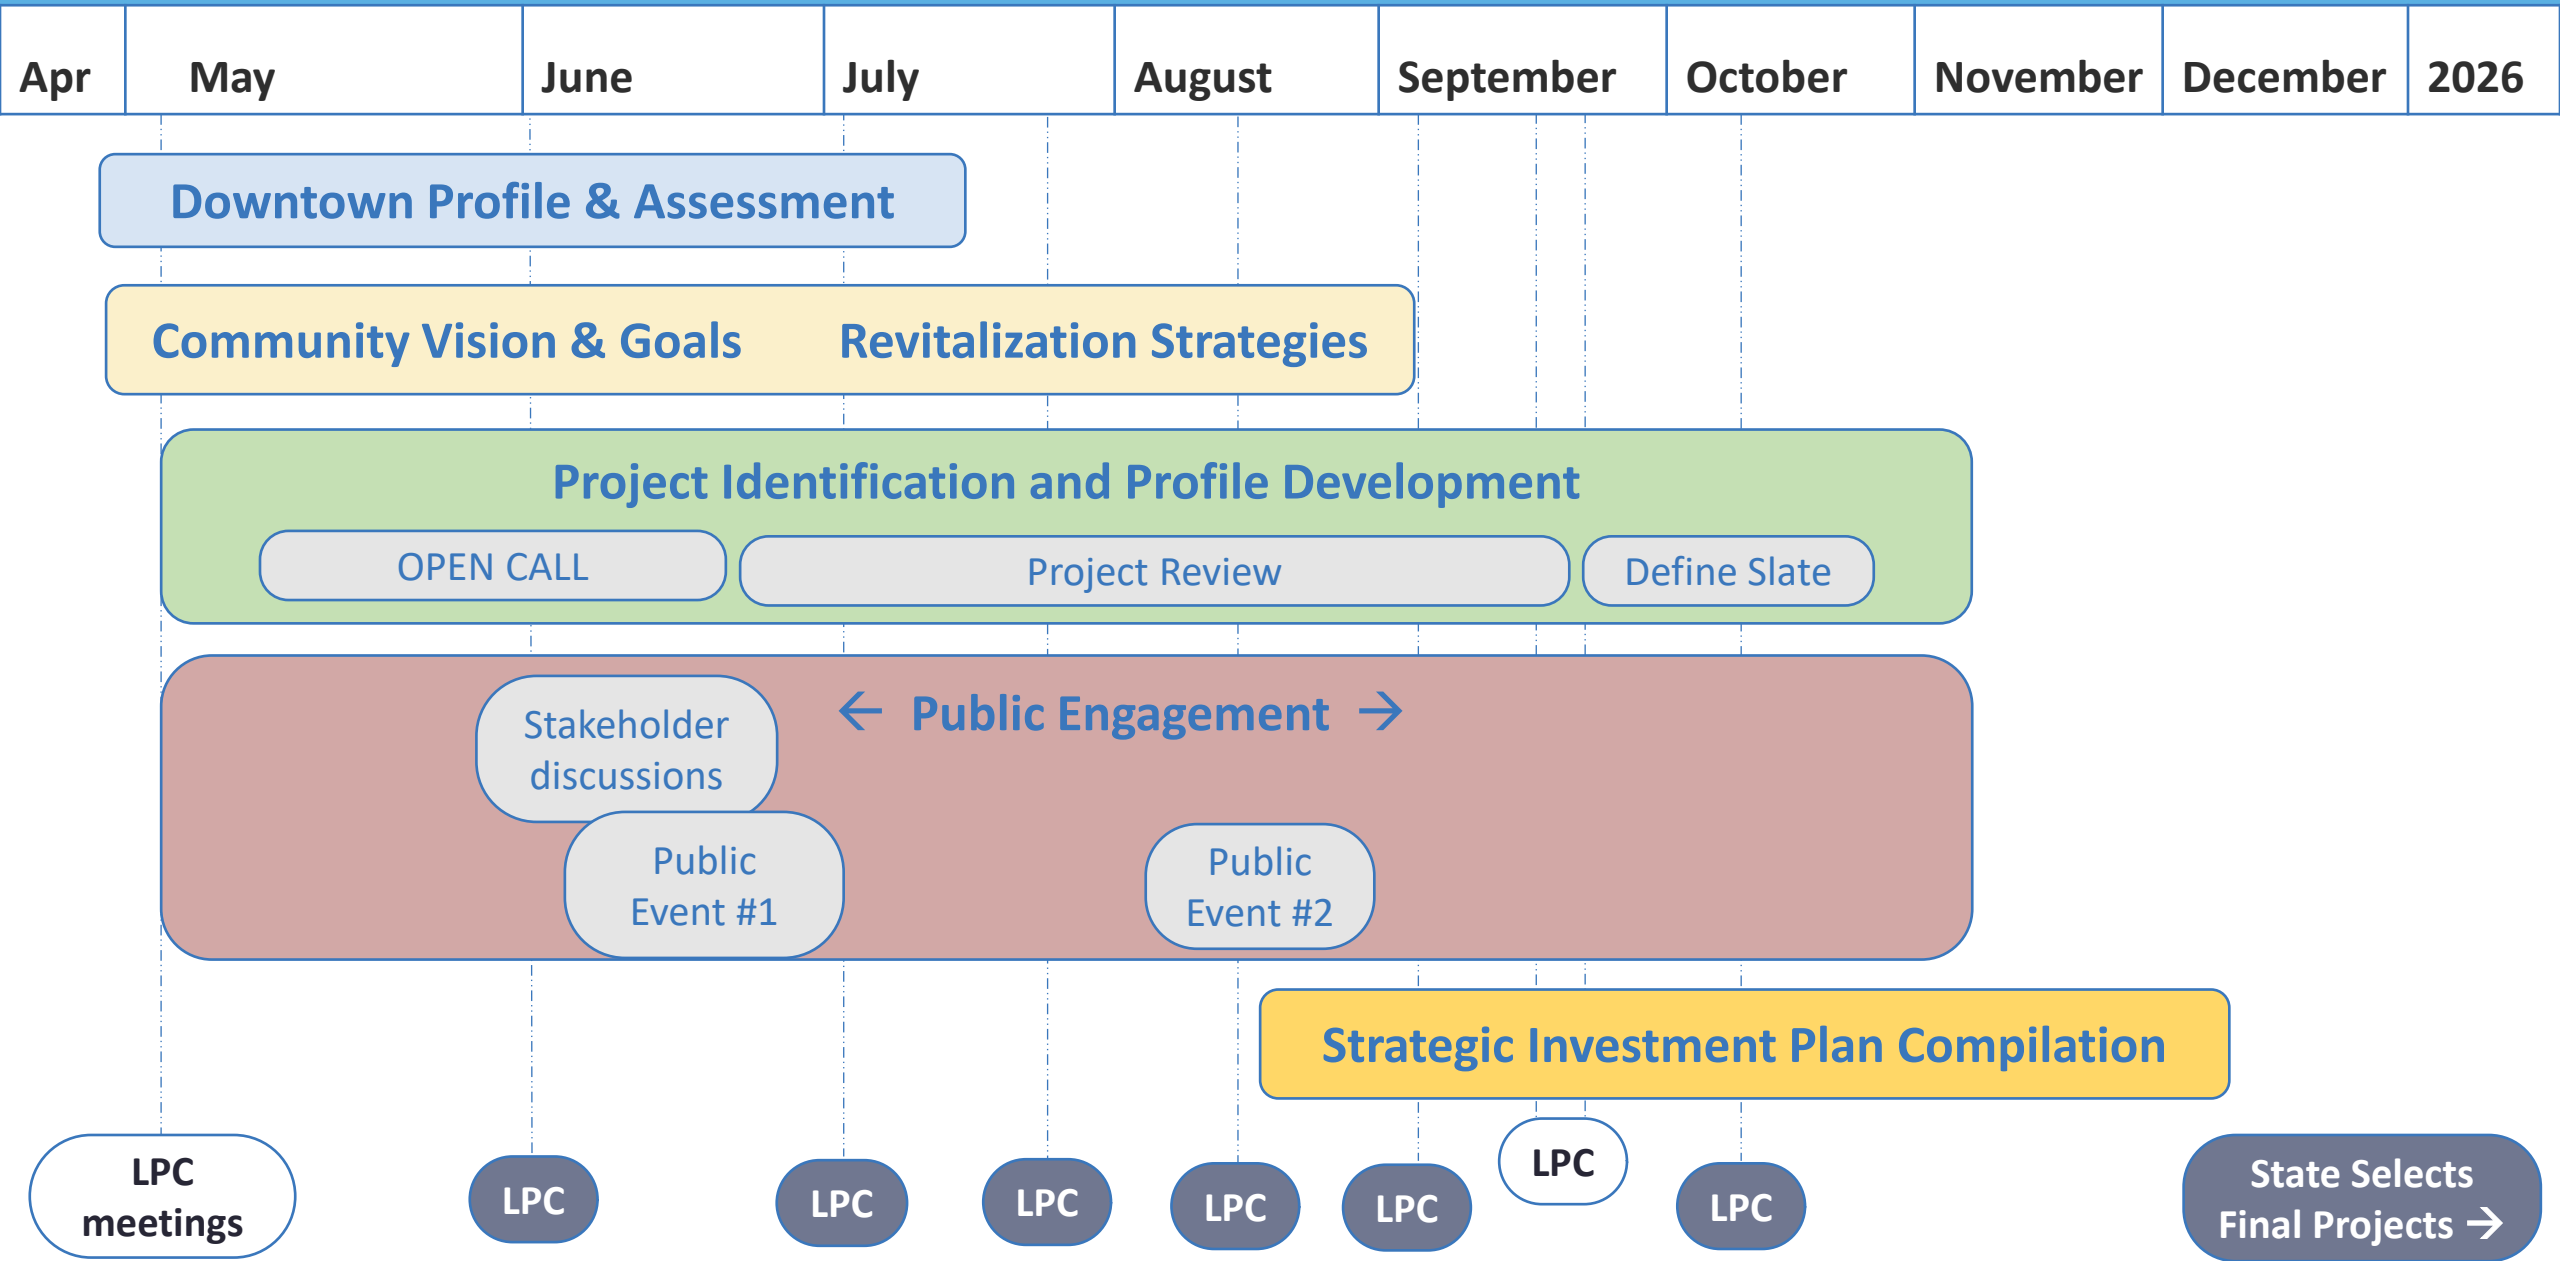 Apr May June July August September October November December 2026
Downtown Profile & Assessment
Community Vision & Goals Revitalization Strategies
Project Identification and Profile Development
OPEN CALL Project Review Define Slate
Stakeholder
discussions
← Public Engagement →
Public
Event #1
Public
Event #2
Strategic Investment Plan Compilation
LPC
meetings
LPC
LPC
LPC
LPC
LPC
LPC
LPC
State Selects
Final Projects →